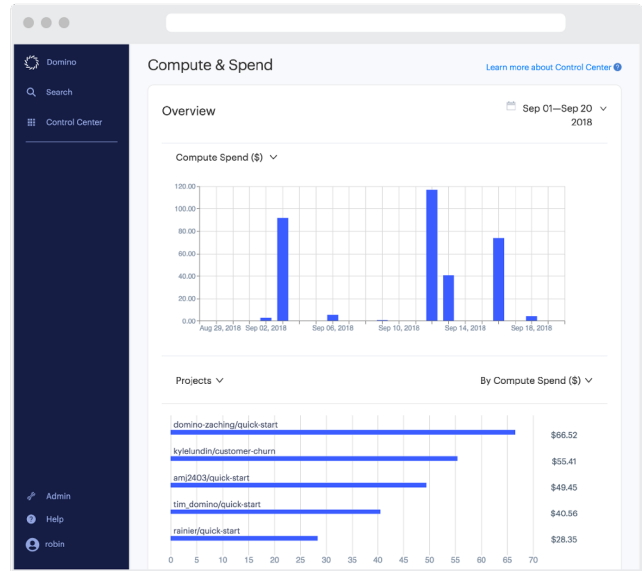 Domino
Search
Control Center
Compute & Spend
Learn more about Control Center ?
Overview
Sep 01—Sep 20
2018
Compute Spend ($)
120.00
100.00
80.00
60.00
40.00
20.00
0.00
Aug 29, 2018 Sep 02, 2018 Sep 06, 2018 Sep 10, 2018 Sep 14, 2018 Sep 18, 2018
Projects
By Compute Spend ($)
domino-zaching/quick-start
$66.52
kylelundin/customer-churn
$55.41
amj2403/quick-start
$49.45
tim_domino/quick-start
$40.56
rainier/quick-start
$28.35
0 5 10 15 20 25 30 35 40 45 50 55 60 65 70
Admin
? Help
robin